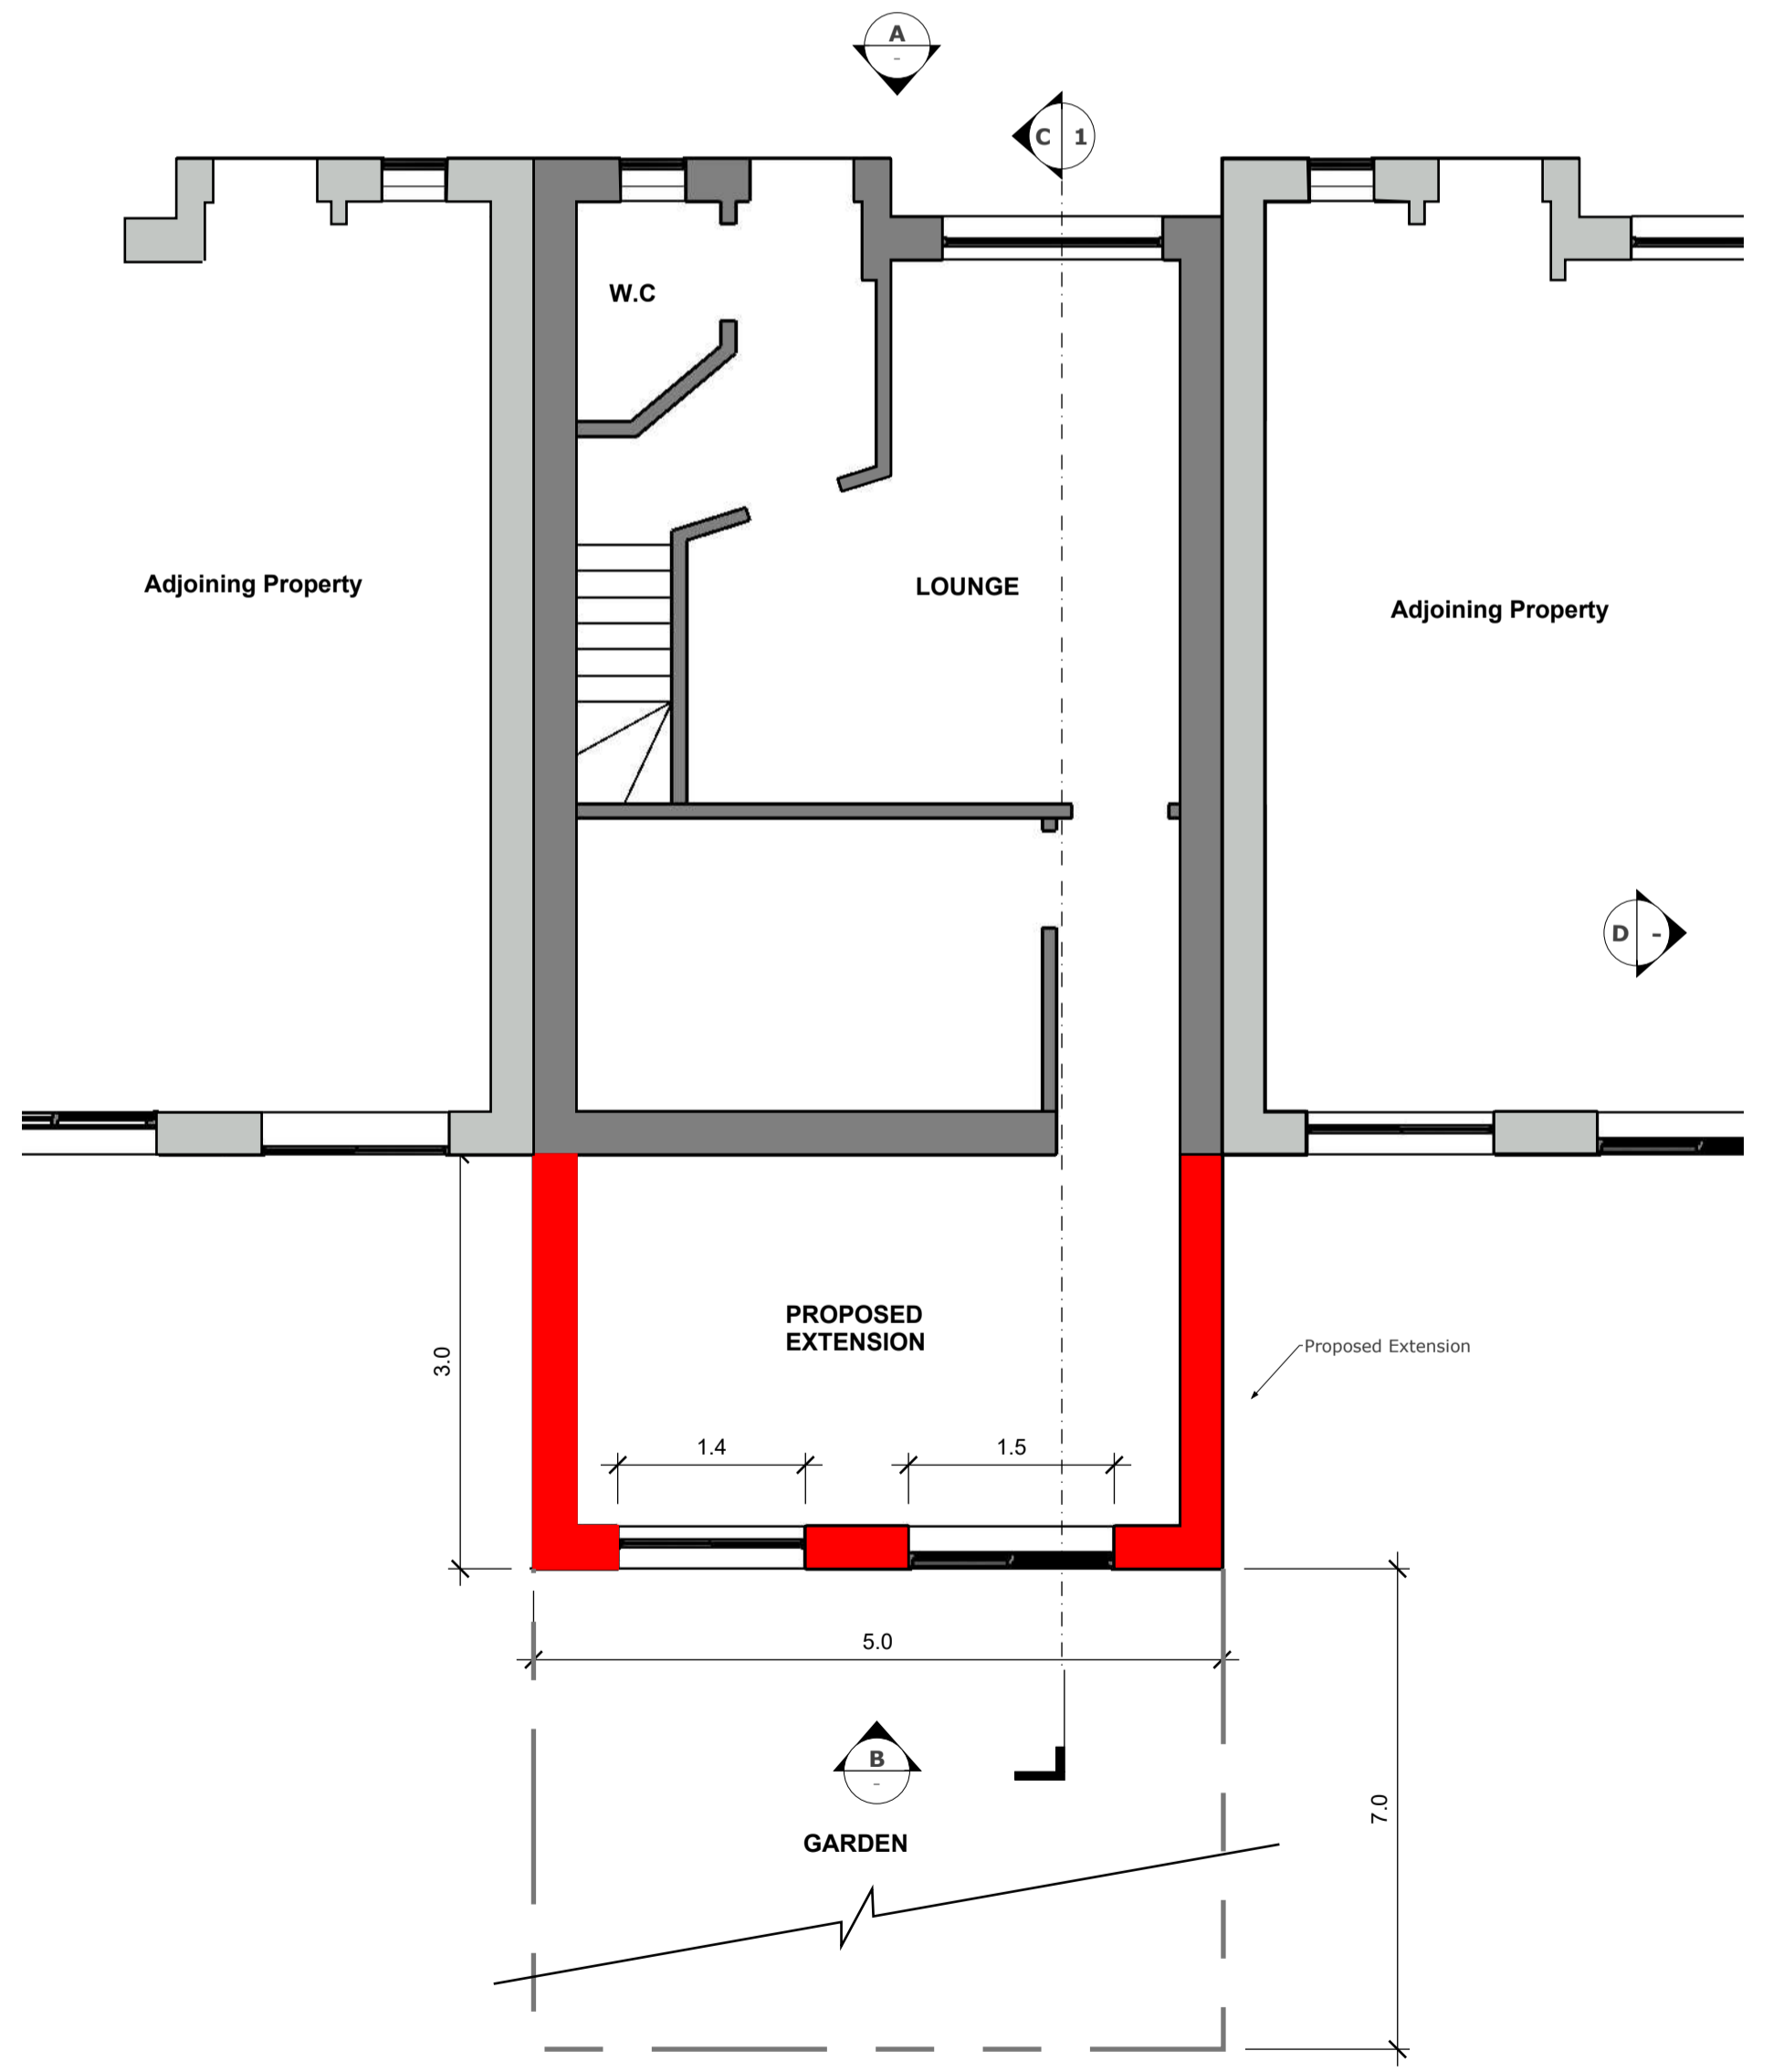 A
-
C 1
W.C
Adjoining Property
LOUNGE
Adjoining Property
D -
PROPOSED
EXTENSION
Proposed Extension
3.0
1.4
1.5
5.0
B
-
7.0
GARDEN